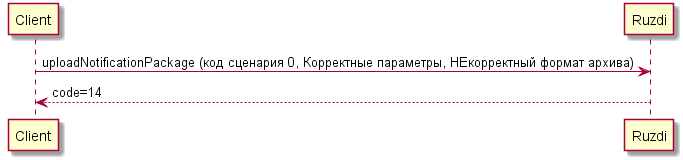 Client
Ruzdi
uploadNotificationPackage (код сценария 0, Корректные параметры, НЕкорректный формат архива)
code=14
Client
Ruzdi